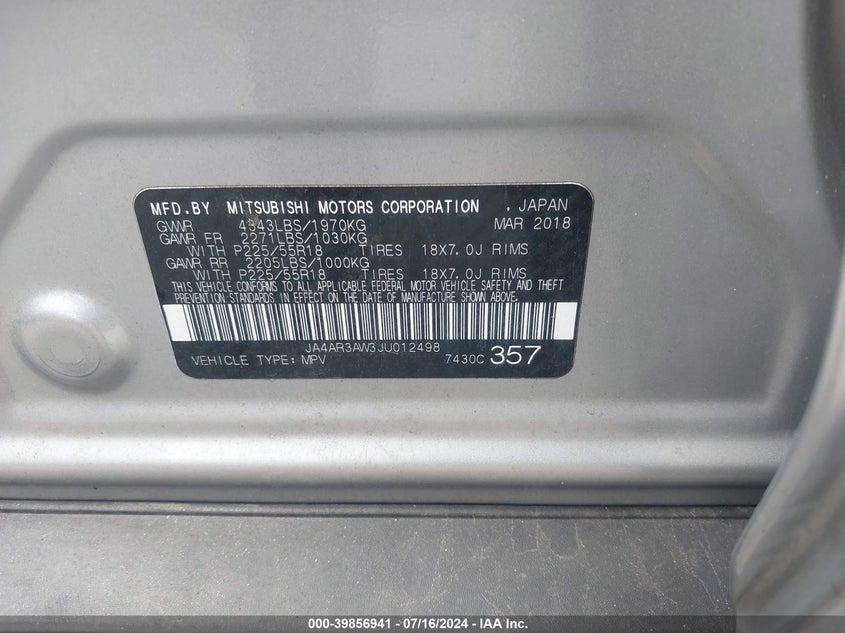 MFD.BY MITSUBISHI MOTORS CORPORATION . JAPAN
GVWR 4343LBS/1970KG MAR 2018
GAWR FR 2271LBS/1030KG
WITH P225/55R18 TIRES 18X7.0J RIMS
GAWR RR 2205LBS/1000KG
WITH P225/55R18 TIRES 18X7.0J RIMS
THIS VEHICLE CONFORMS TO ALL APPLICABLE FEDERAL MOTOR VEHICLE SAFETY AND THEFT
PREVENTION STANDARDS IN EFFECT ON THE DATE OF MANUFACTURE SHOWN ABOVE.
JA4AR3AW3JU012498
VEHICLE TYPE: MPV 7430C 357
000-39856941 - 07/16/2024 - IAA Inc.